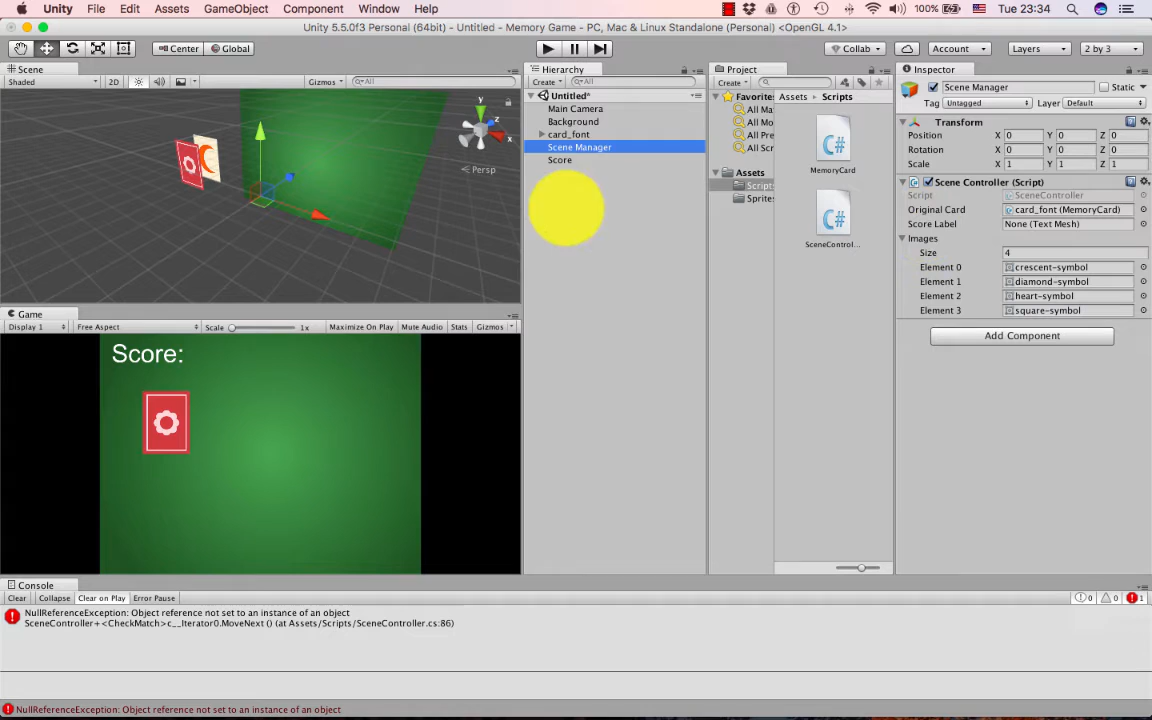 Unity File Edit Assets GameObject Component Window Help 100% Tue 23:34
Unity 5.5.0f3 Personal (64bit) - Untitled - Memory Game - PC, Mac & Linux Standalone (Personal) <OpenGL 4.1>
Center Global Collab Account Layers 2 by 3
Scene
Shaded 2D Gizmos All
y
z
x
Persp
Game
Display 1 Free Aspect Scale 1x Maximize On Play Mute Audio Stats Gizmos
Score:
Hierarchy
Create All
Untitled*
Main Camera
Background
card_font
Scene Manager
Score
Project
Create
Favorites
All Ma
All Mo
All Pre
All Scr
Assets
Scripts
Sprites
Assets Scripts
C#
MemoryCard
C#
SceneControl...
Inspector
Scene Manager Static
Tag Untagged Layer Default
Transform
Position X 0 Y 0 Z 0
Rotation X 0 Y 0 Z 0
Scale X 1 Y 1 Z 1
Scene Controller (Script)
Script SceneController
Original Card card_font (MemoryCard)
Score Label None (Text Mesh)
Images
Size 4
Element 0 crescent-symbol
Element 1 diamond-symbol
Element 2 heart-symbol
Element 3 square-symbol
Add Component
Console
Clear Collapse Clear on Play Error Pause 0 0 1
NullReferenceException: Object reference not set to an instance of an object
SceneController+<CheckMatch>c__Iterator0.MoveNext () (at Assets/Scripts/SceneController.cs:86)
NullReferenceException: Object reference not set to an instance of an object